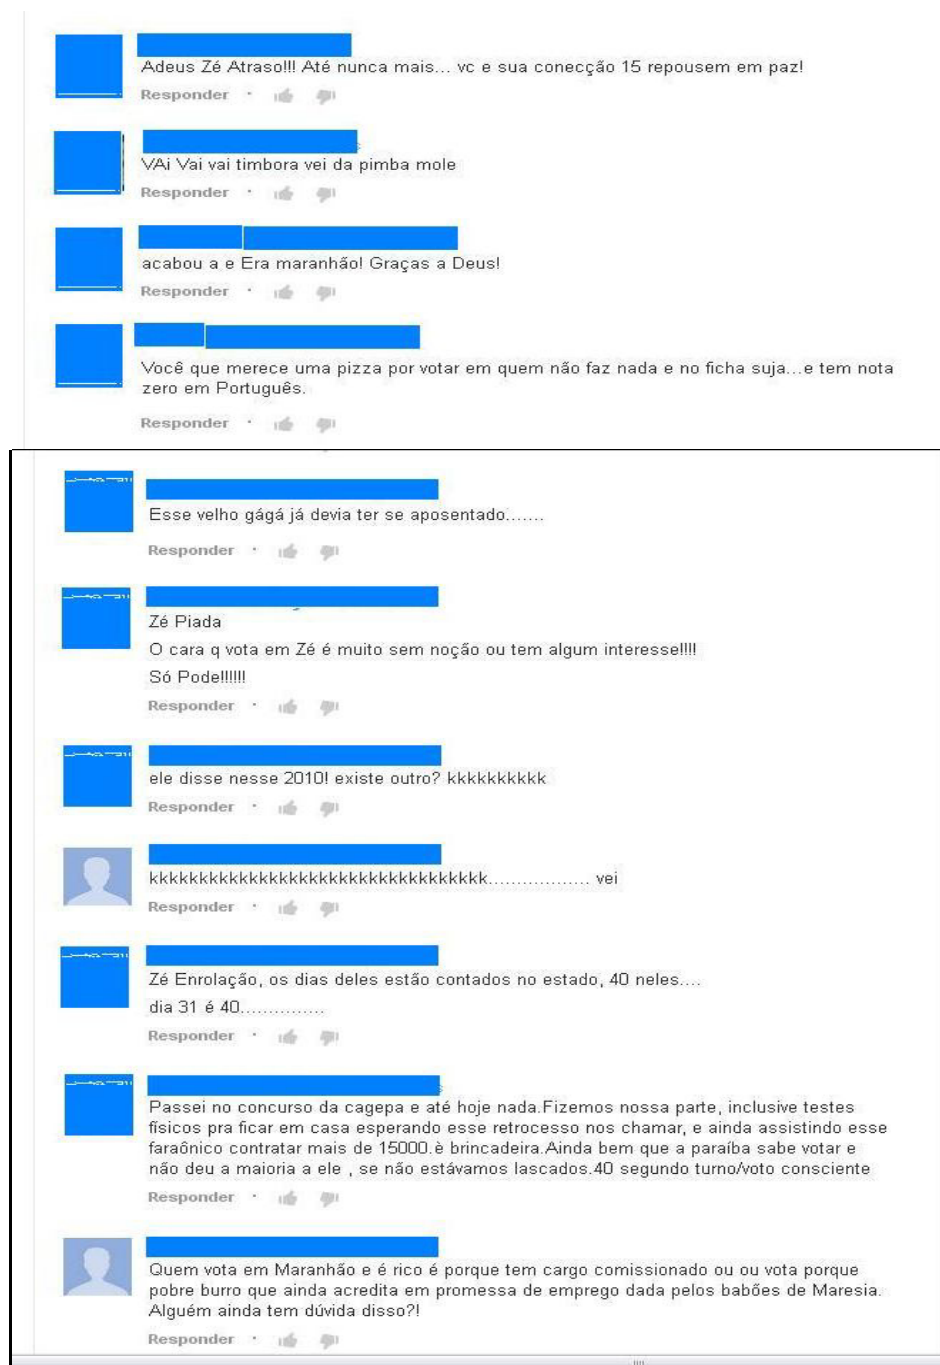 Adeus Zé Atraso!!! Até nunca mais... vc e sua conecção 15 repousem em paz!
Responder ·
VAi Vai vai timbora vei da pimba mole
Responder ·
acabou a e Era maranhão! Graças a Deus!
Responder ·
Você que merece uma pizza por votar em quem não faz nada e no ficha suja...e tem nota
zero em Português.
Responder ·
Esse velho gágá já devia ter se aposentado.......
Responder ·
Zé Piada
O cara q vota em Zé é muito sem noção ou tem algum interesse!!!!
Só Pode!!!!!!
Responder ·
ele disse nesse 2010! existe outro? kkkkkkkkkk
Responder ·
kkkkkkkkkkkkkkkkkkkkkkkkkkkkkkkkkk.................. vei
Responder ·
Zé Enrolação, os dias deles estão contados no estado, 40 neles....
dia 31 é 40...............
Responder ·
Passei no concurso da cagepa e até hoje nada.Fizemos nossa parte, inclusive testes
físicos pra ficar em casa esperando esse retrocesso nos chamar, e ainda assistindo esse
faraônico contratar mais de 15000.è brincadeira.Ainda bem que a paraíba sabe votar e
não deu a maioria a ele , se não estávamos lascados.40 segundo turno/voto consciente
Responder ·
Quem vota em Maranhão e é rico é porque tem cargo comissionado ou ou vota porque
pobre burro que ainda acredita em promessa de emprego dada pelos babões de Maresia.
Alguém ainda tem dúvida disso?!
Responder ·